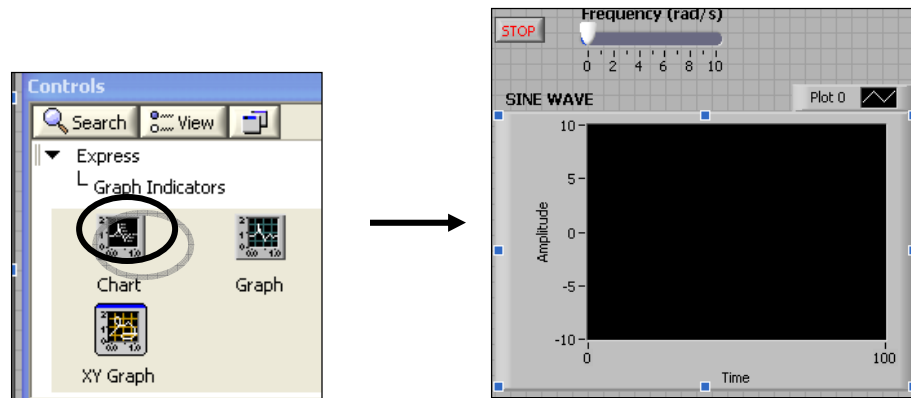 Controls
Search View
Express
Graph Indicators
Chart Graph
XY Graph
Frequency (rad/s)
STOP
0 2 4 6 8 10
SINE WAVE
Plot 0
10
5
0
-5
-10
Amplitude
0 100
Time